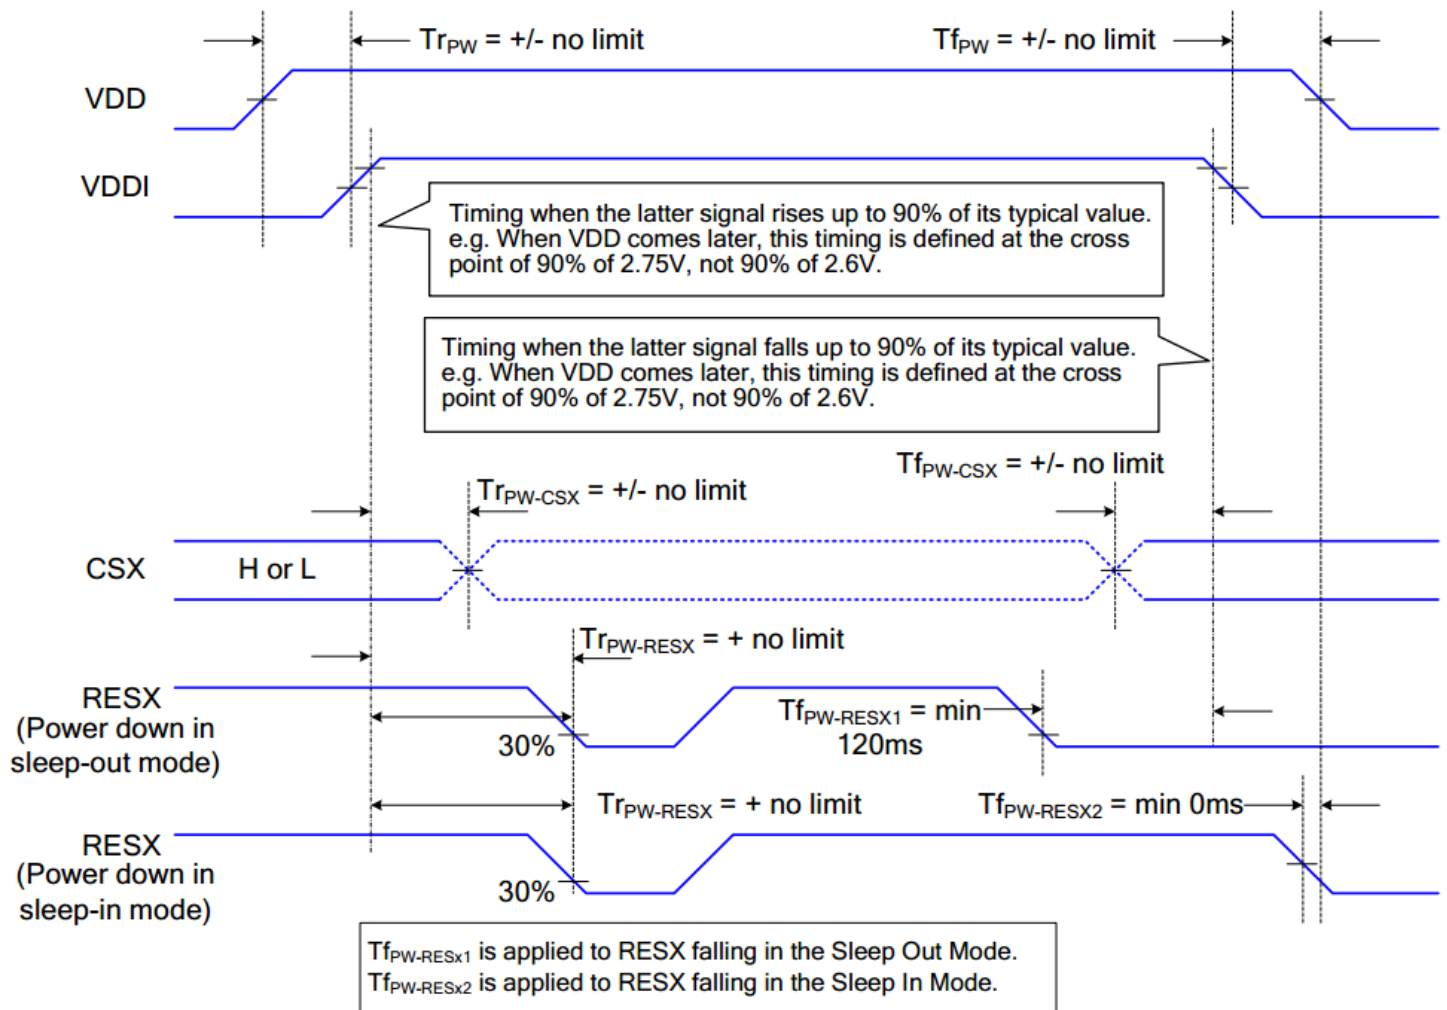 TrPW = +/- no limit
TfPW = +/- no limit
VDD
VDDI
Timing when the latter signal rises up to 90% of its typical value.
e.g. When VDD comes later, this timing is defined at the cross
point of 90% of 2.75V, not 90% of 2.6V.
Timing when the latter signal falls up to 90% of its typical value.
e.g. When VDD comes later, this timing is defined at the cross
point of 90% of 2.75V, not 90% of 2.6V.
TfPW-CSX = +/- no limit
TrPW-CSX = +/- no limit
CSX
H or L
TrPW-RESX = + no limit
RESX
(Power down in
sleep-out mode)
30%
TfPW-RESX1 = min
120ms
TrPW-RESX = + no limit
TfPW-RESX2 = min 0ms
RESX
(Power down in
sleep-in mode)
30%
TfPW-RESx1 is applied to RESX falling in the Sleep Out Mode.
TfPW-RESx2 is applied to RESX falling in the Sleep In Mode.